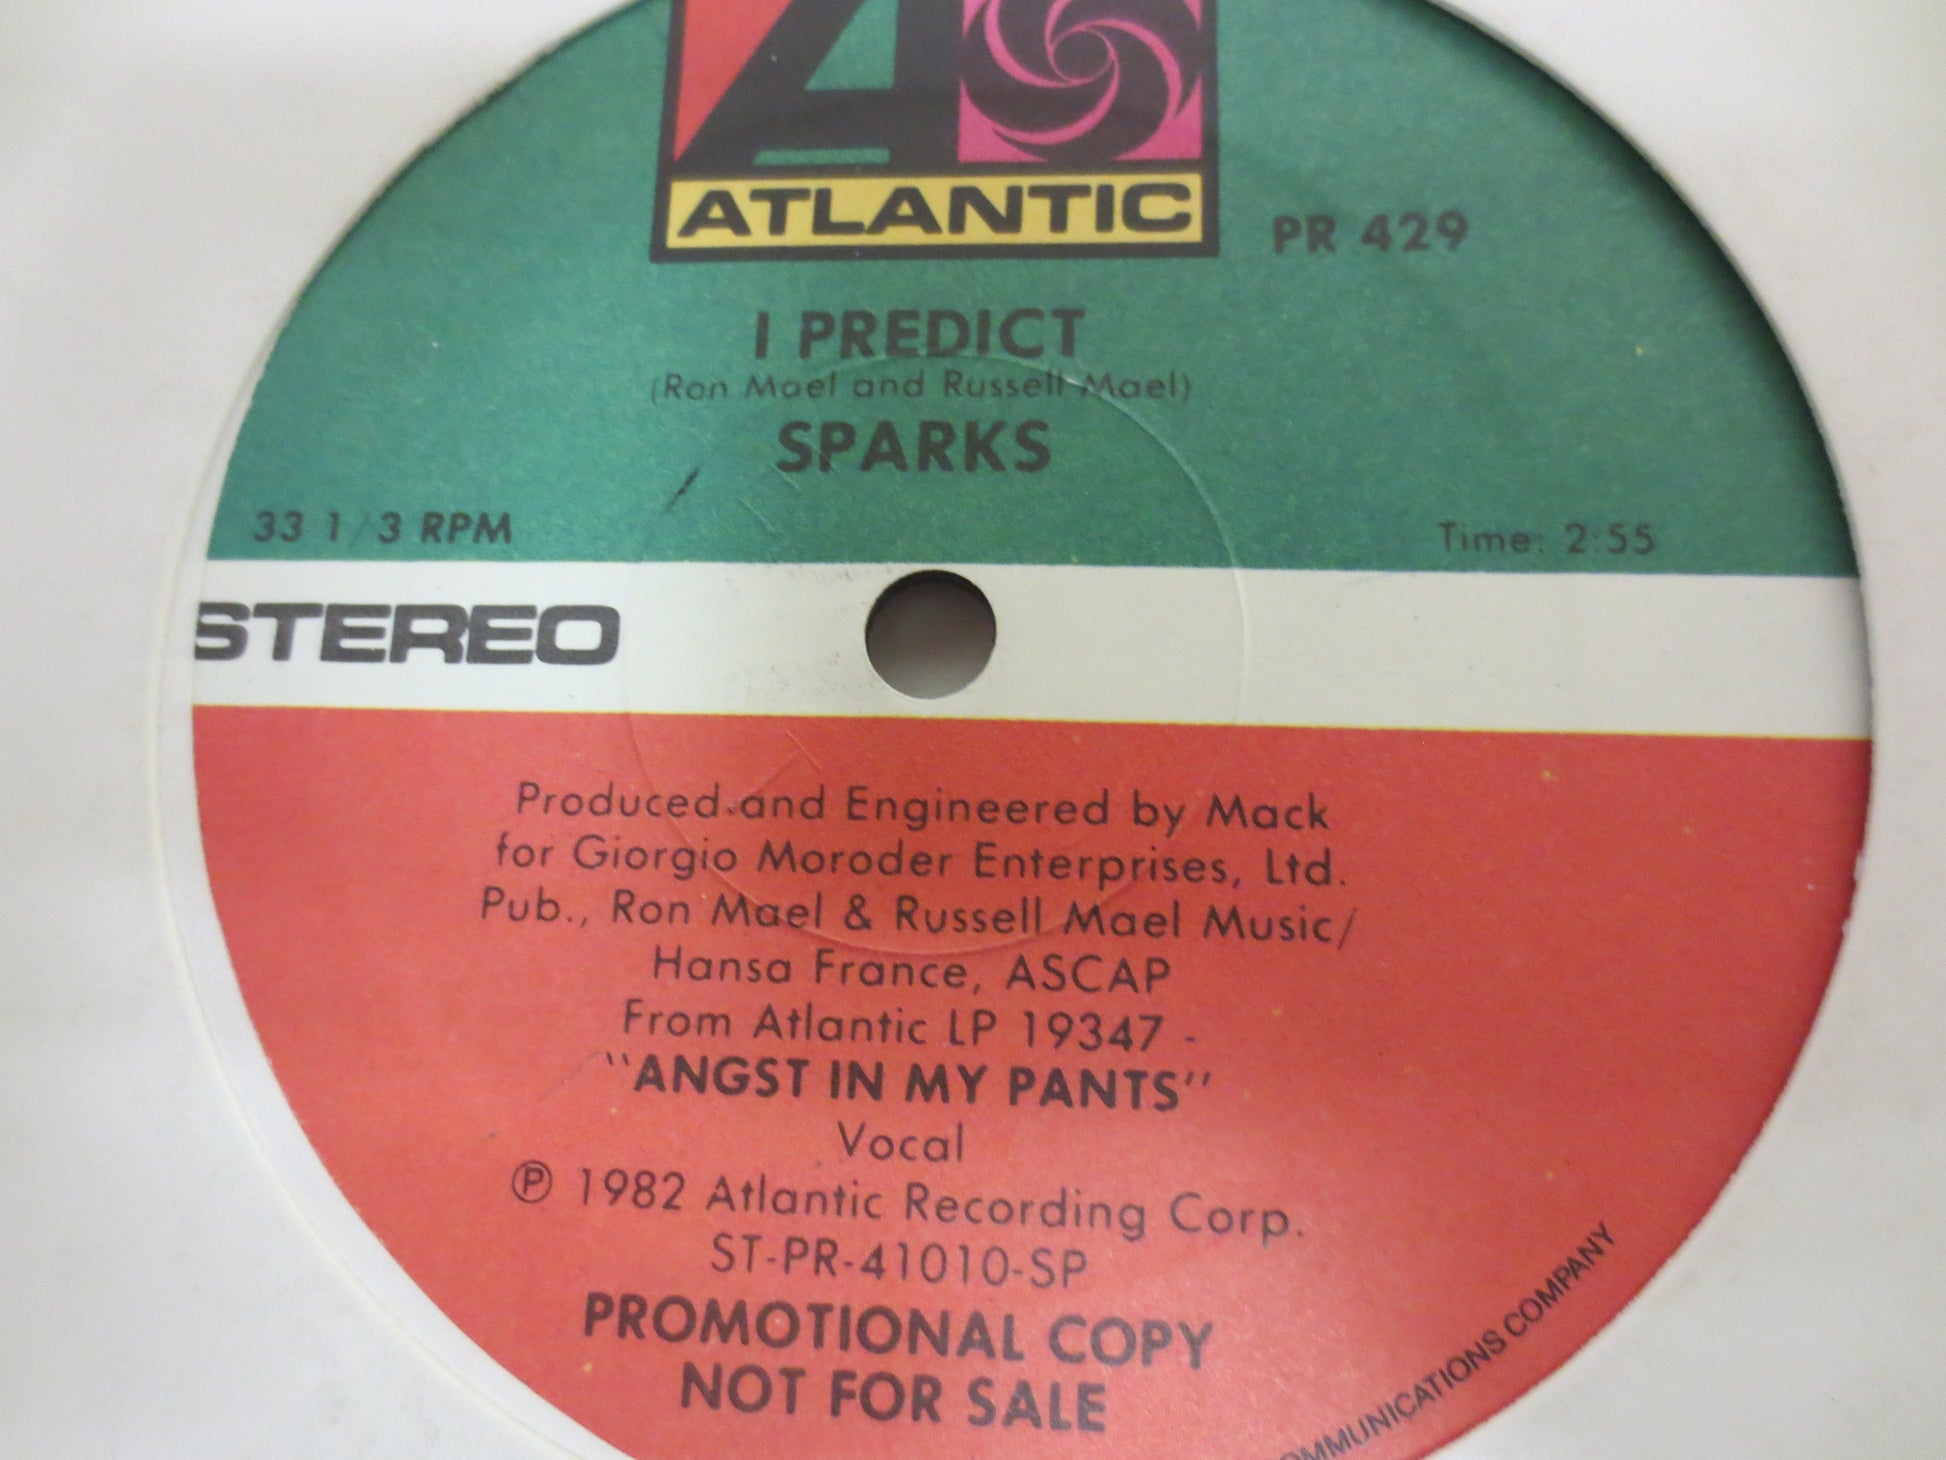 ATLANTIC
PR 429
I PREDICT
(Ron Mael and Russell Mael)
SPARKS
33 1/3 RPM
Time: 2:55
STEREO
Produced and Engineered by Mack
for Giorgio Moroder Enterprises, Ltd.
Pub., Ron Mael & Russell Mael Music/
Hansa France, ASCAP
From Atlantic LP 19347 -
"ANGST IN MY PANTS"
Vocal
℗ 1982 Atlantic Recording Corp.
ST-PR-41010-SP
PROMOTIONAL COPY
NOT FOR SALE
OMMUNICATIONS COMPANY